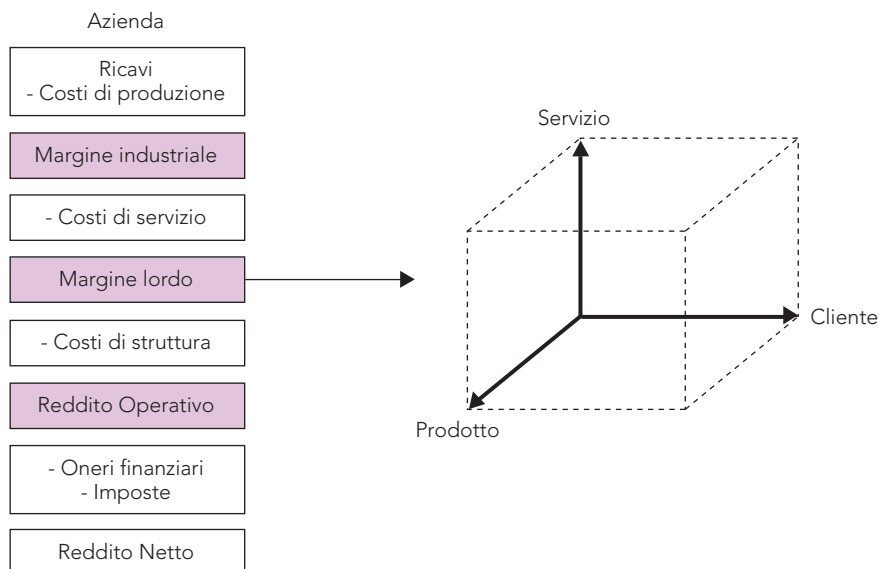 Azienda
Ricavi
- Costi di produzione
Margine industriale
- Costi di servizio
Margine lordo
- Costi di struttura
Reddito Operativo
- Oneri finanziari
- Imposte
Reddito Netto
Servizio
Cliente
Prodotto